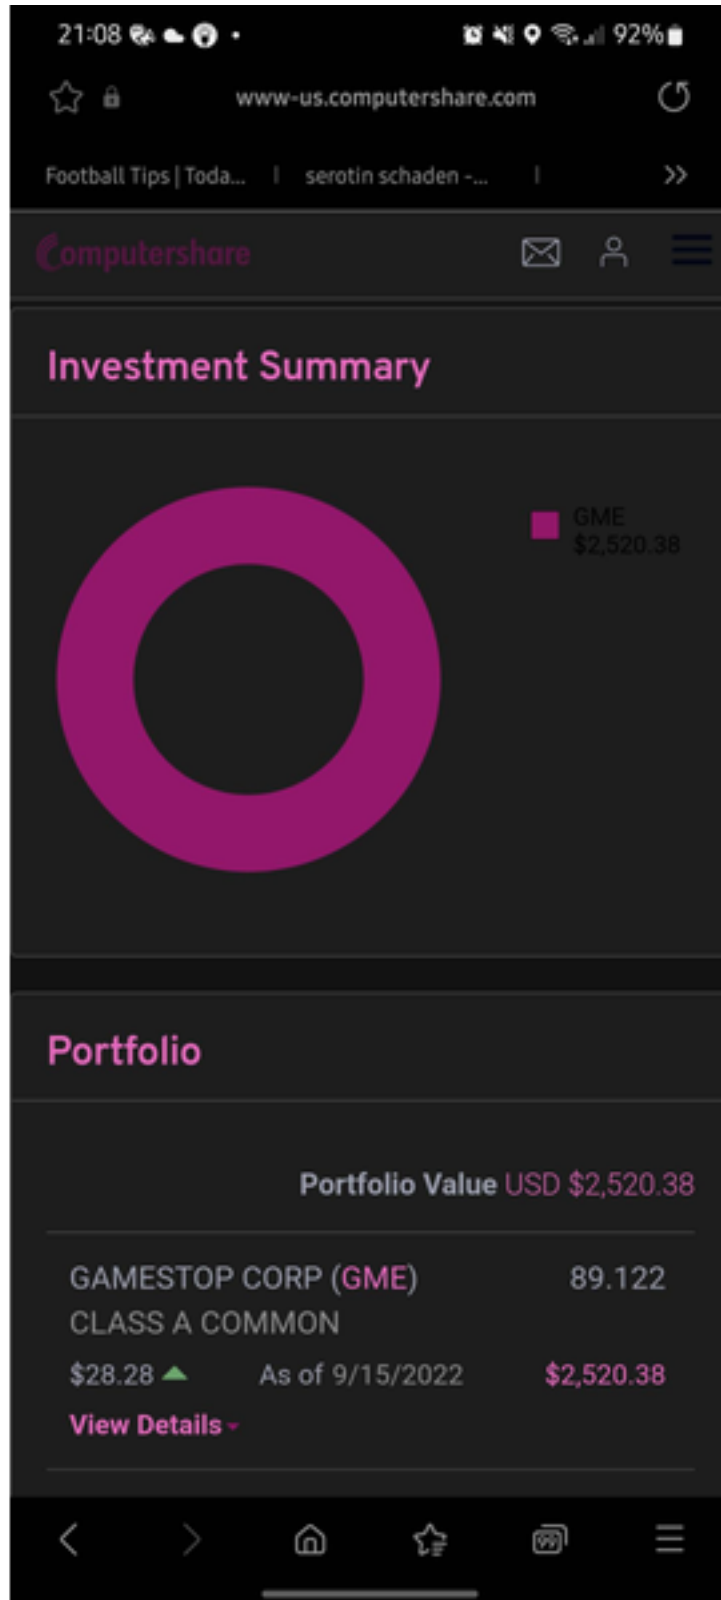 21:08 92%
www-us.computershare.com
Football Tips | Toda... | serotin schaden -... |
Computershare
Investment Summary
GME
$2,520.38
Portfolio
Portfolio Value USD $2,520.38
GAMESTOP CORP (GME) 89.122
CLASS A COMMON
$28.28 As of 9/15/2022 $2,520.38
View Details
99